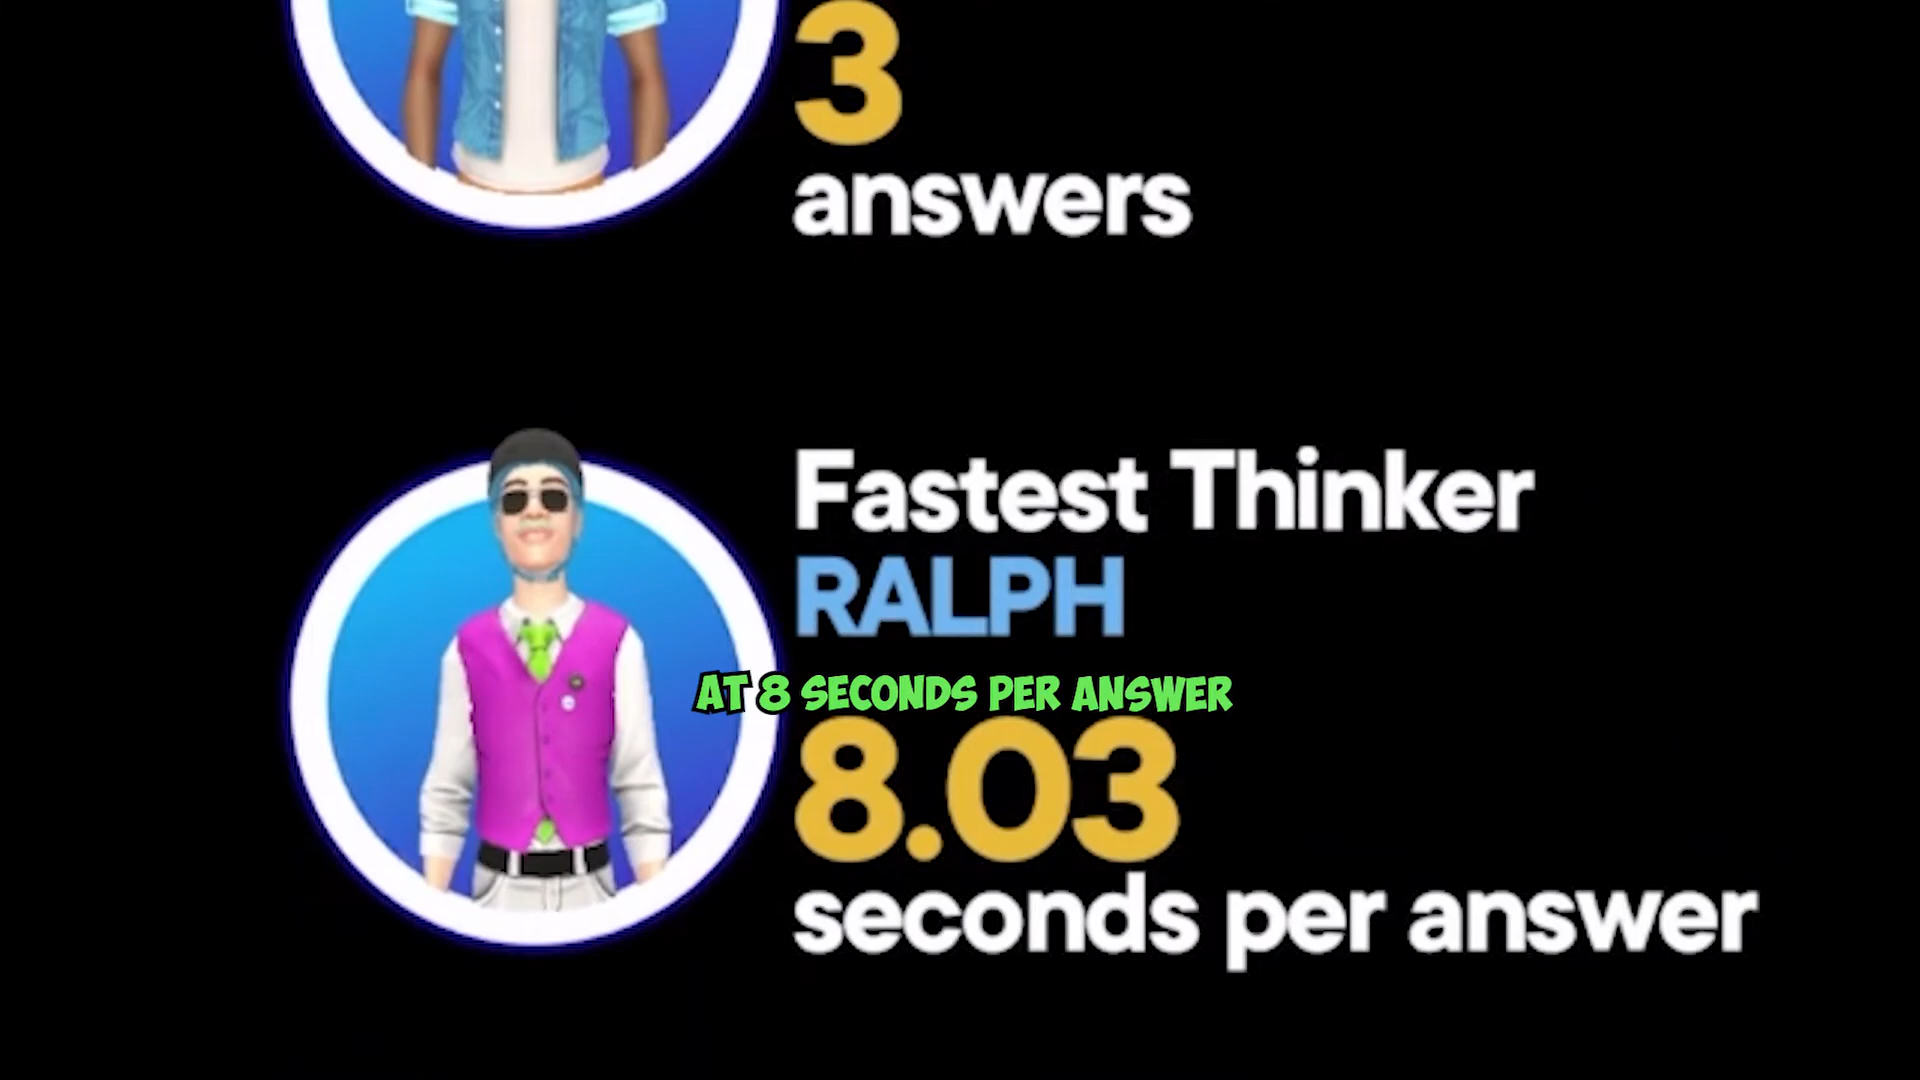 3
answers
Fastest Thinker
RALPH
AT 8 SECONDS PER ANSWER
8.03
seconds per answer